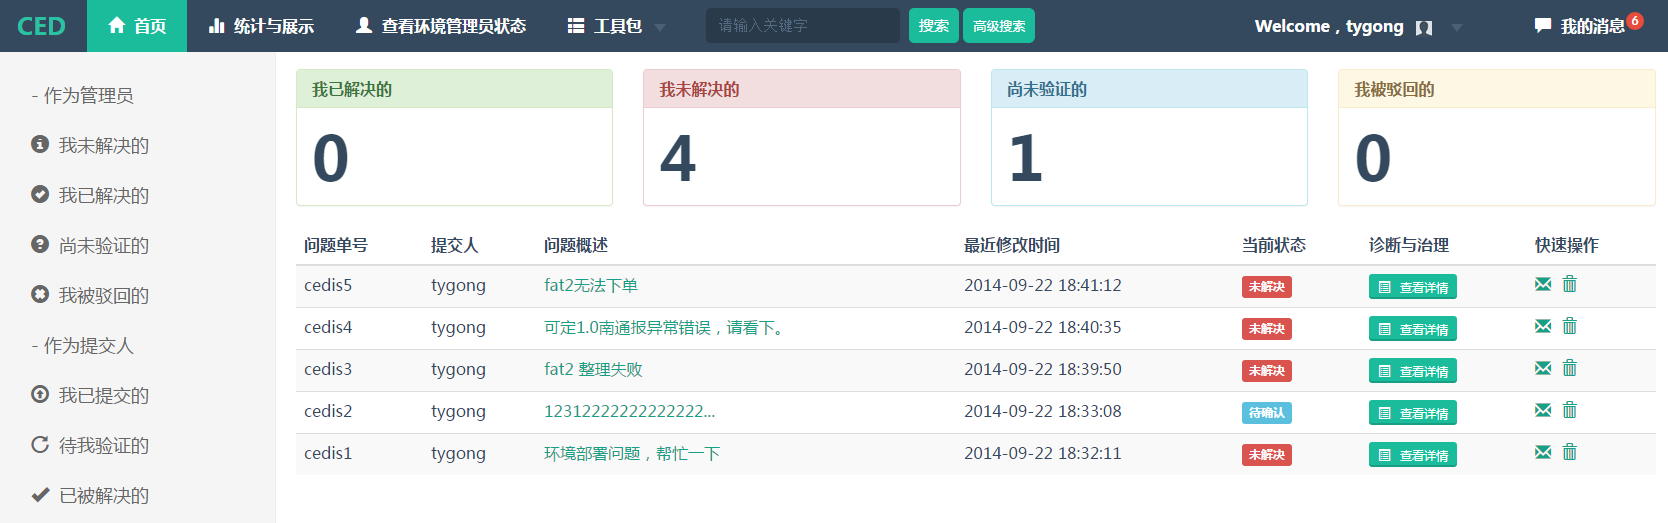 CED 首页 统计与展示 查看环境管理员状态 工具包 请输入关键字 搜索 高级搜索 Welcome , tygong 我的消息 6
- 作为管理员
我未解决的
我已解决的
尚未验证的
我被驳回的
- 作为提交人
我已提交的
待我验证的
已被解决的
我已解决的 我未解决的 尚未验证的 我被驳回的
0 4 1 0
问题单号 提交人 问题概述 最近修改时间 当前状态 诊断与治理 快速操作
cedis5 tygong fat2无法下单 2014-09-22 18:41:12 未解决 查看详情
cedis4 tygong 可定1.0南通报异常错误，请看下。 2014-09-22 18:40:35 未解决 查看详情
cedis3 tygong fat2 整理失败 2014-09-22 18:39:50 未解决 查看详情
cedis2 tygong 12312222222222222... 2014-09-22 18:33:08 待确认 查看详情
cedis1 tygong 环境部署问题，帮忙一下 2014-09-22 18:32:11 未解决 查看详情